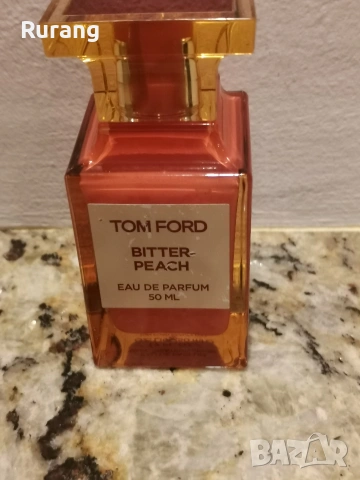 Rurang
TOM FORD
BITTER
PEACH
EAU DE PARFUM
50 ML
BAZAR